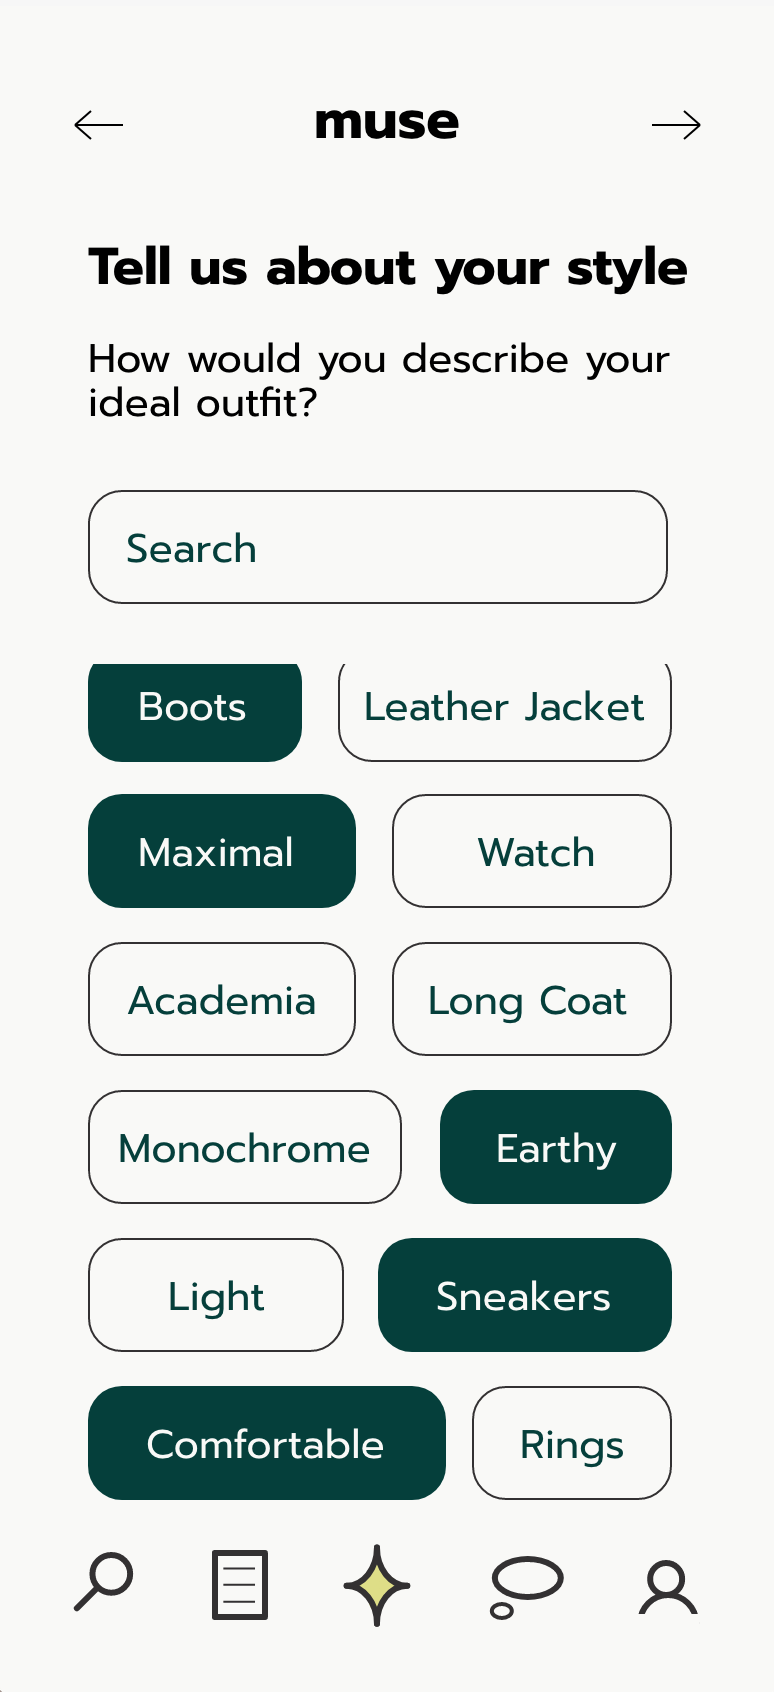 muse
Tell us about your style
How would you describe your
ideal outfit?
Search
Boots
Leather Jacket
Maximal
Watch
Academia
Long Coat
Monochrome
Earthy
Light
Sneakers
Comfortable
Rings